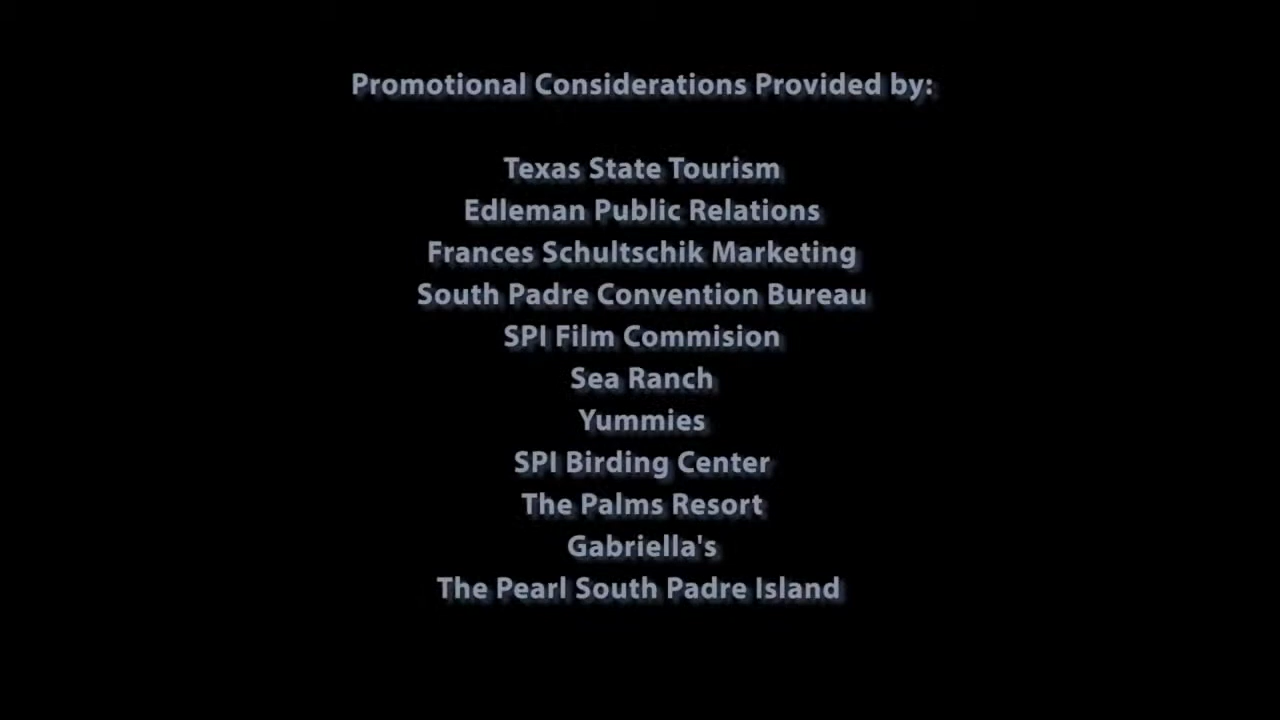 Promotional Considerations Provided by:
Texas State Tourism
Edleman Public Relations
Frances Schultschik Marketing
South Padre Convention Bureau
SPI Film Commision
Sea Ranch
Yummies
SPI Birding Center
The Palms Resort
Gabriella's
The Pearl South Padre Island